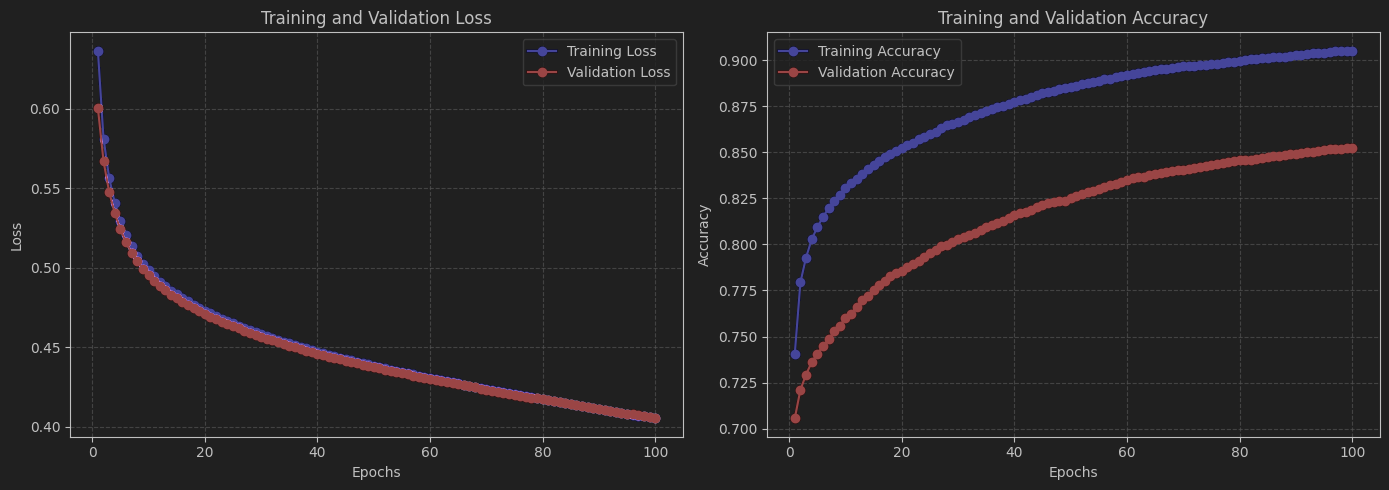 Training and Validation Loss
Training Loss
Validation Loss
0.60
0.55
0.50
0.45
0.40
Loss
0
20
40
60
80
100
Epochs
Training and Validation Accuracy
Training Accuracy
Validation Accuracy
0.900
0.875
0.850
0.825
0.800
0.775
0.750
0.725
0.700
Accuracy
0
20
40
60
80
100
Epochs